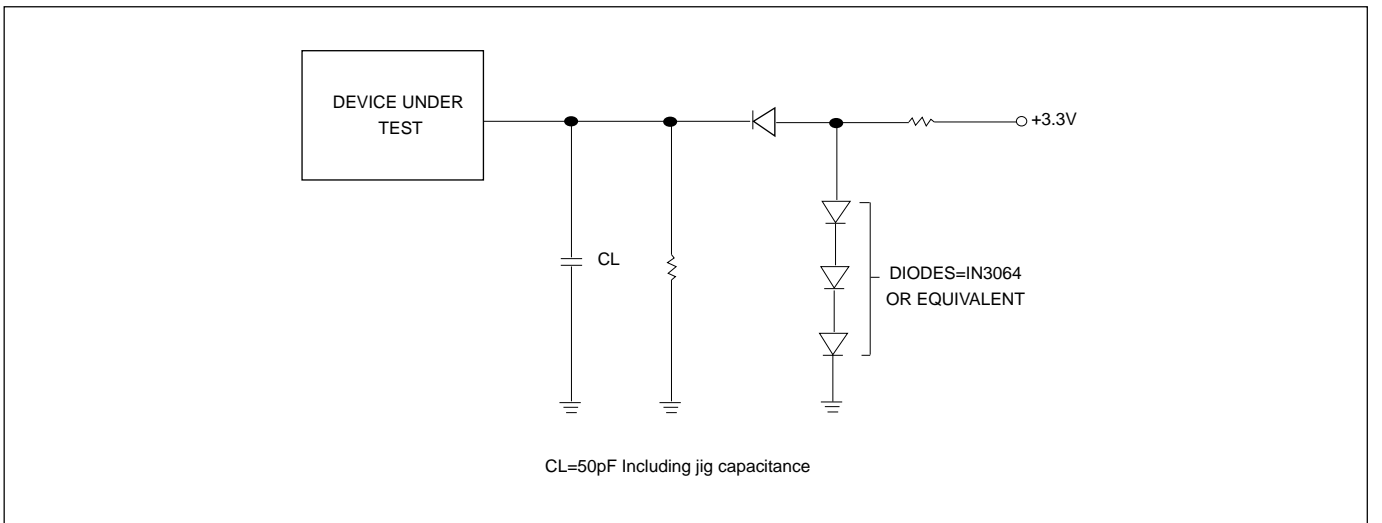 DEVICE UNDER
TEST
+3.3V
CL
DIODES=IN3064
OR EQUIVALENT
CL=50pF Including jig capacitance